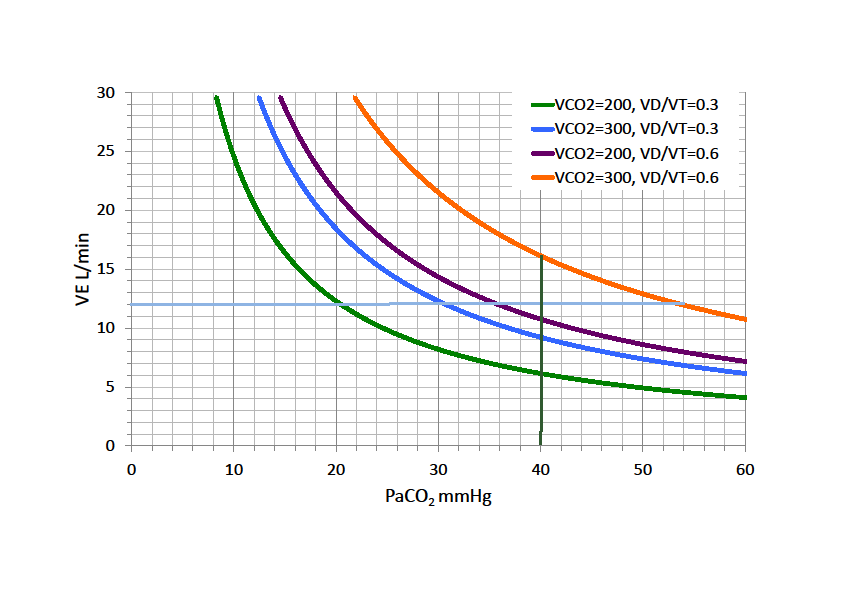 30
25
20
15
10
5
0
VE L/min
0 10 20 30 40 50 60
PaCO2 mmHg
VCO2=200, VD/VT=0.3
VCO2=300, VD/VT=0.3
VCO2=200, VD/VT=0.6
VCO2=300, VD/VT=0.6